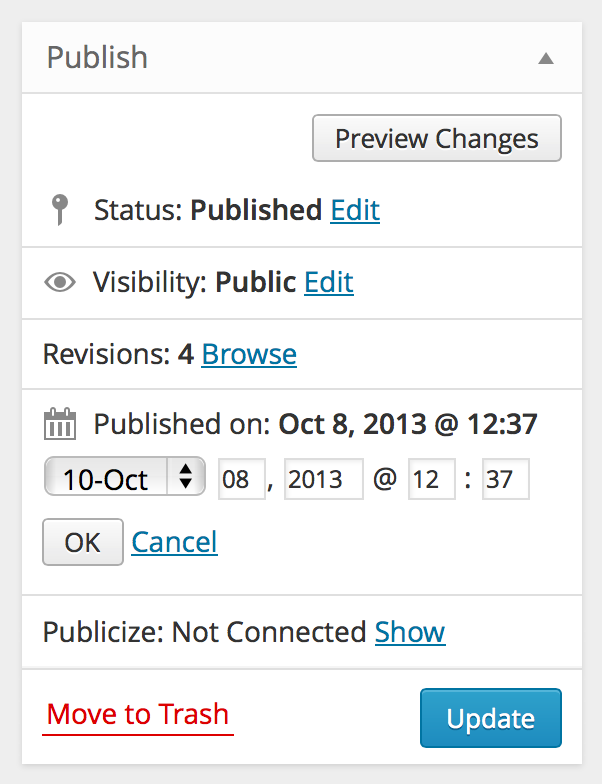 Publish
Preview Changes
Status: Published Edit
Visibility: Public Edit
Revisions: 4 Browse
Published on: Oct 8, 2013 @ 12:37
10-Oct 08, 2013 @ 12 : 37
OK Cancel
Publicize: Not Connected Show
Move to Trash Update